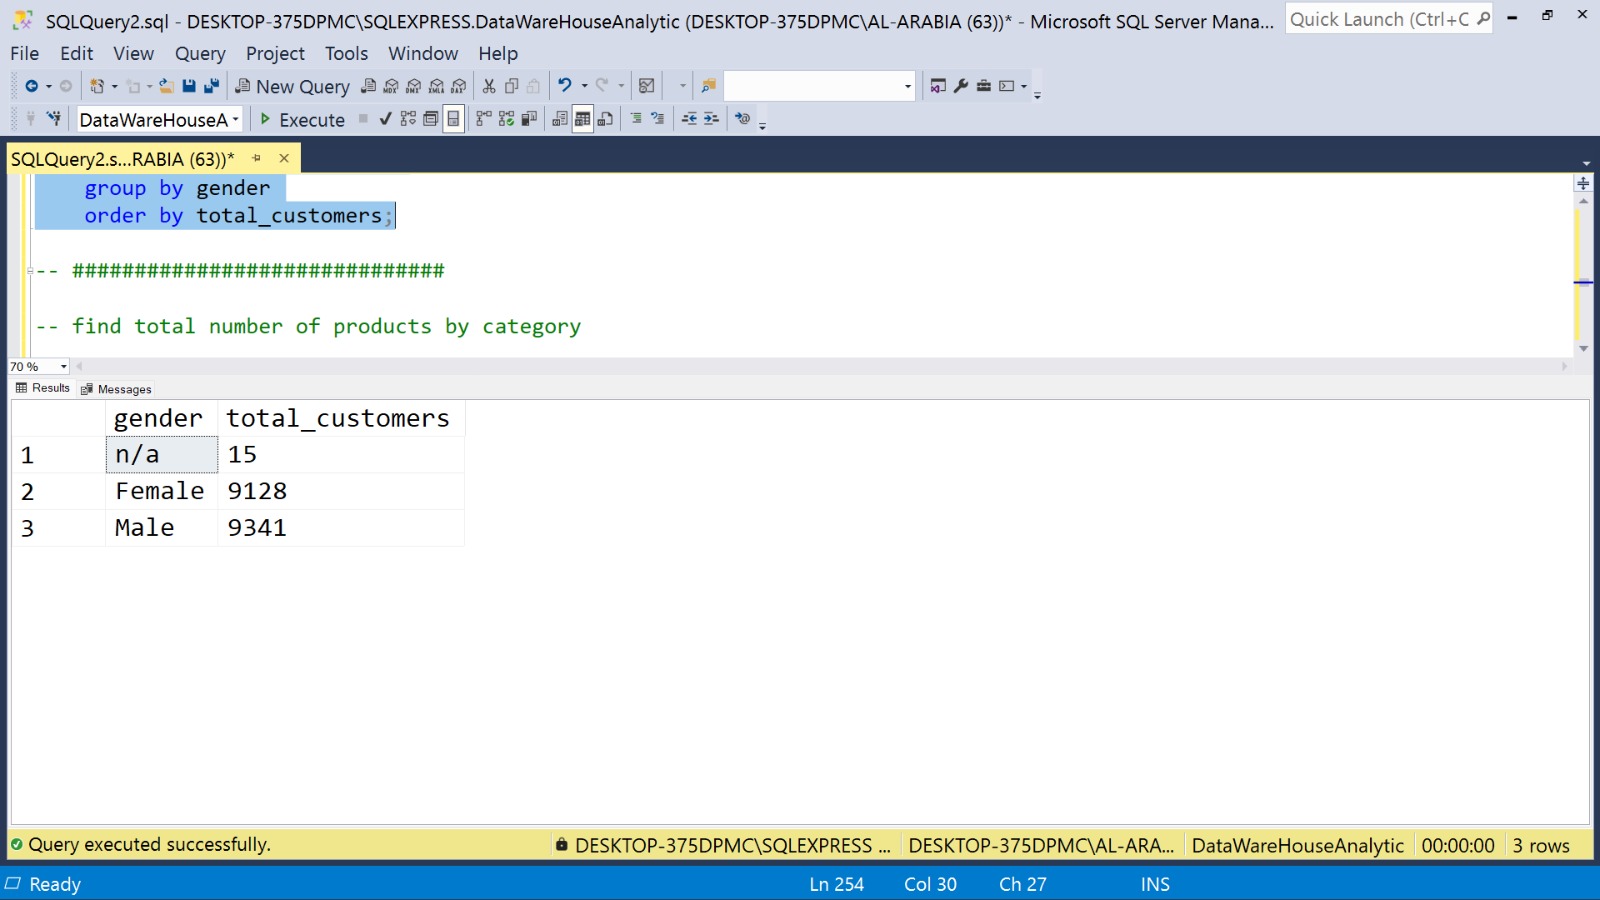 SQLQuery2.sql - DESKTOP-375DPMC\SQLEXPRESS.DataWareHouseAnalytic (DESKTOP-375DPMC\AL-ARABIA (63))* - Microsoft SQL Server Mana...
Quick Launch (Ctrl+C
File Edit View Query Project Tools Window Help
New Query
DataWareHouseA Execute
SQLQuery2.s...RABIA (63))*
group by gender
order by total_customers;
-- ##############################
-- find total number of products by category
70 %
Results Messages
gender total_customers
1 n/a 15
2 Female 9128
3 Male 9341
Query executed successfully. DESKTOP-375DPMC\SQLEXPRESS ... DESKTOP-375DPMC\AL-ARA... DataWareHouseAnalytic 00:00:00 3 rows
Ready Ln 254 Col 30 Ch 27 INS